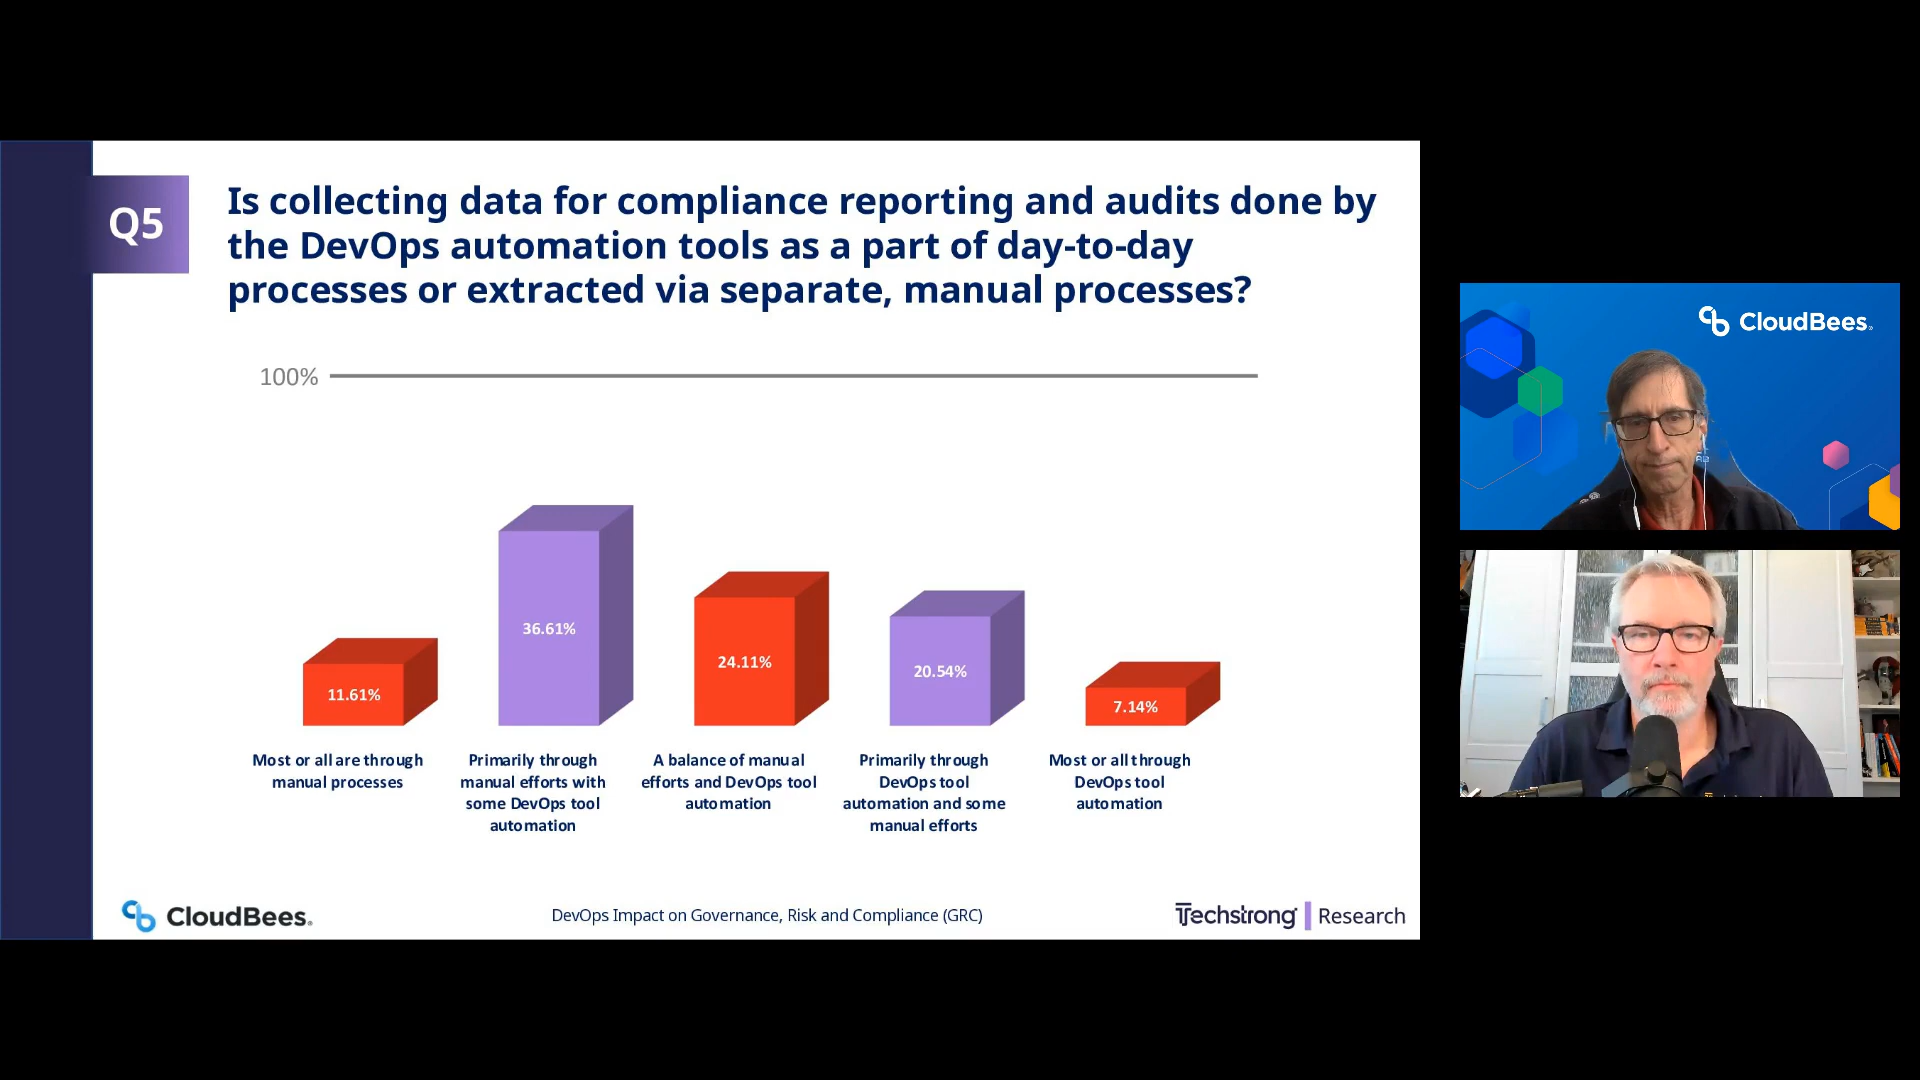 Q5
Is collecting data for compliance reporting and audits done by
the DevOps automation tools as a part of day-to-day
processes or extracted via separate, manual processes?
100%
11.61%
36.61%
24.11%
20.54%
7.14%
Most or all are through
manual processes
Primarily through
manual efforts with
some DevOps tool
automation
A balance of manual
efforts and DevOps tool
automation
Primarily through
DevOps tool
automation and some
manual efforts
Most or all through
DevOps tool
automation
CloudBees
DevOps Impact on Governance, Risk and Compliance (GRC)
Techstrong | Research
CloudBees